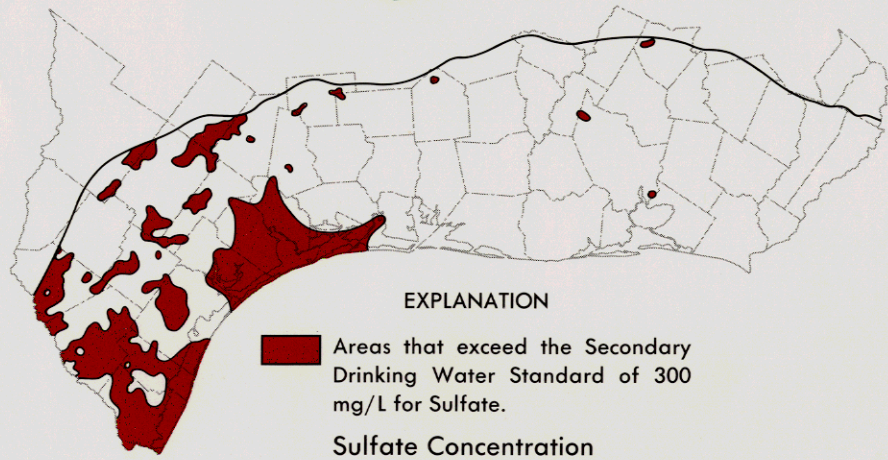 EXPLANATION
Areas that exceed the Secondary
Drinking Water Standard of 300
mg/L for Sulfate.
Sulfate Concentration